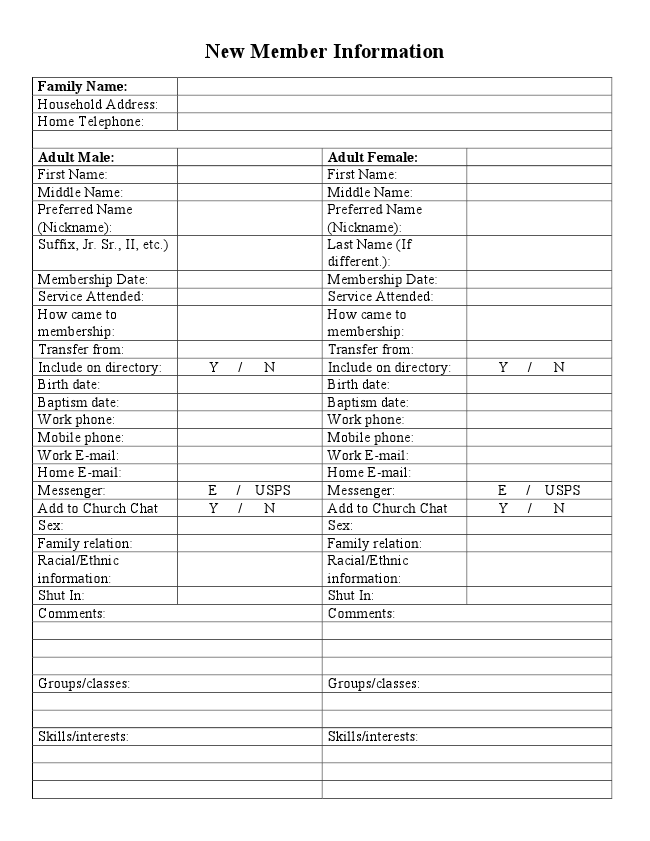 New Member Information
Family Name:
Household Address:
Home Telephone:
Adult Male: Adult Female:
First Name: First Name:
Middle Name: Middle Name:
Preferred Name Preferred Name
(Nickname): (Nickname):
Suffix, Jr. Sr., II, etc.) Last Name (If
different.):
Membership Date: Membership Date:
Service Attended: Service Attended:
How came to How came to
membership: membership:
Transfer from: Transfer from:
Include on directory: Y / N Include on directory: Y / N
Birth date: Birth date:
Baptism date: Baptism date:
Work phone: Work phone:
Mobile phone: Mobile phone:
Work E-mail: Work E-mail:
Home E-mail: Home E-mail:
Messenger: E / USPS Messenger: E / USPS
Add to Church Chat Y / N Add to Church Chat Y / N
Sex: Sex:
Family relation: Family relation:
Racial/Ethnic Racial/Ethnic
information: information:
Shut In: Shut In:
Comments: Comments:
Groups/classes: Groups/classes:
Skills/interests: Skills/interests: